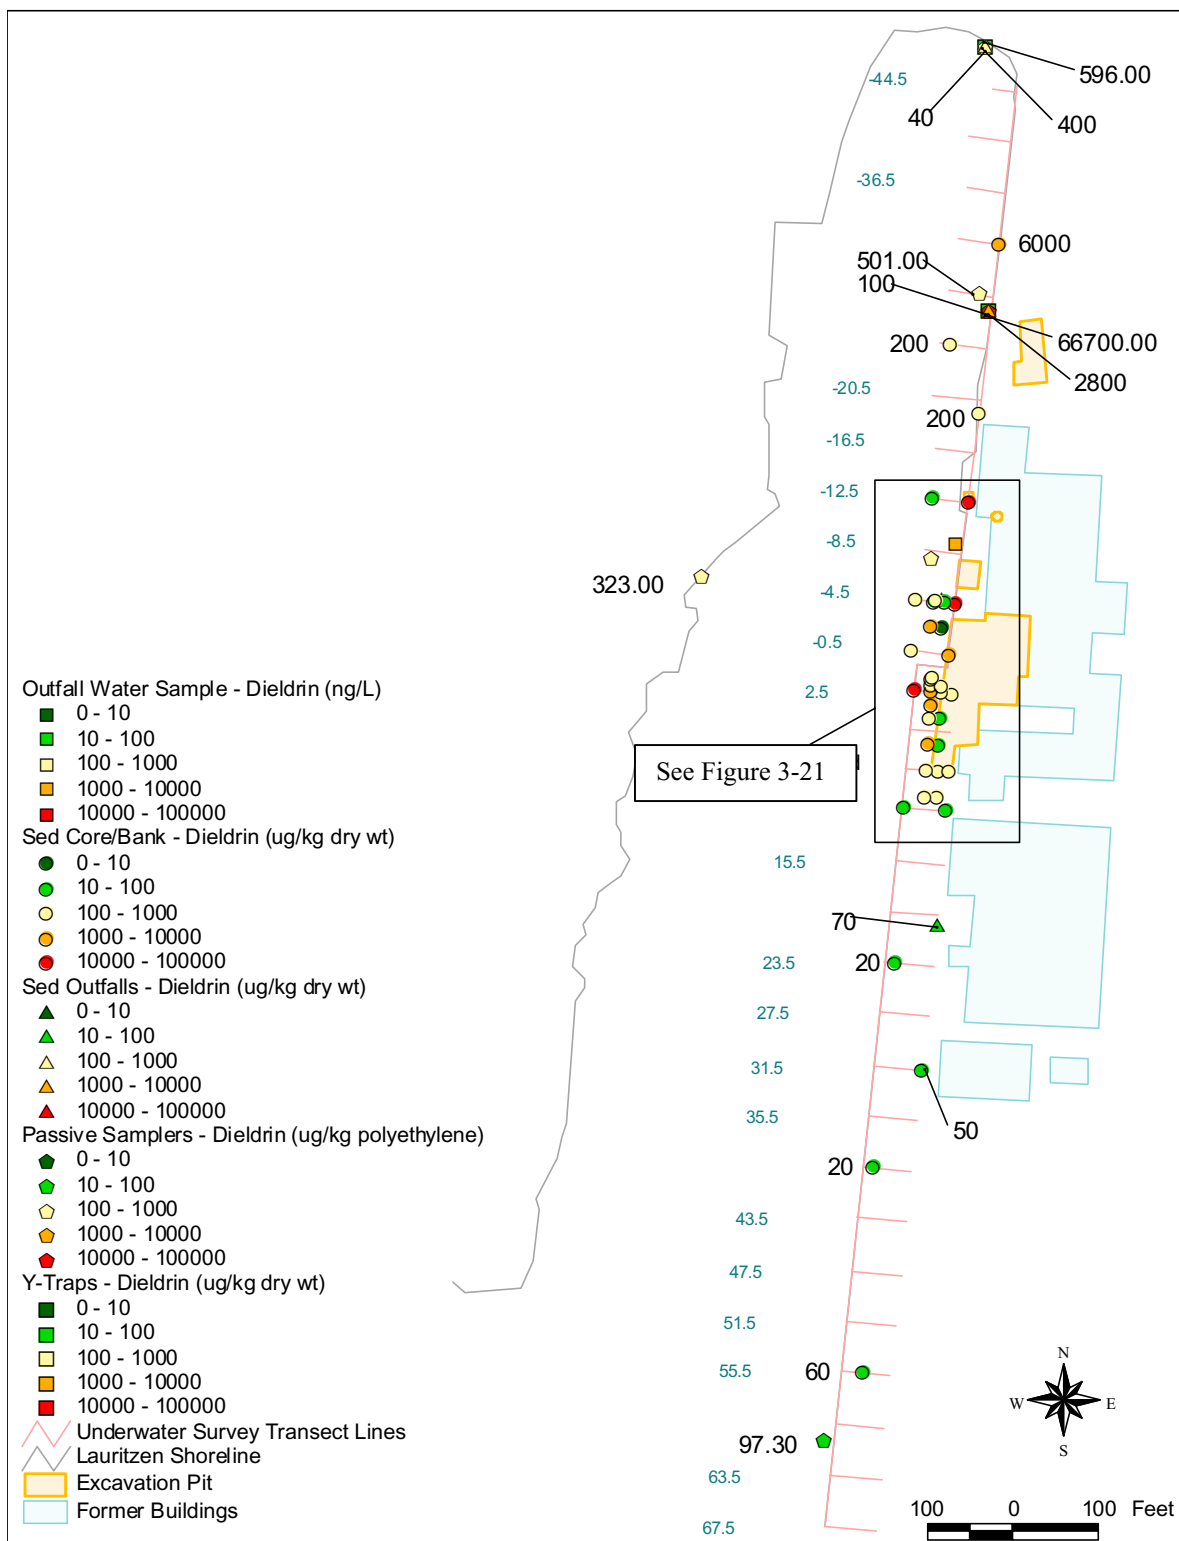 596.00
-44.5
40
400
-36.5
6000
501.00
100
66700.00
200
2800
-20.5
200
-16.5
-12.5
-8.5
323.00
-4.5
-0.5
2.5
Outfall Water Sample - Dieldrin (ng/L)
0 - 10
10 - 100
100 - 1000
1000 - 10000
10000 - 100000
Sed Core/Bank - Dieldrin (ug/kg dry wt)
0 - 10
10 - 100
100 - 1000
1000 - 10000
10000 - 100000
Sed Outfalls - Dieldrin (ug/kg dry wt)
0 - 10
10 - 100
100 - 1000
1000 - 10000
10000 - 100000
Passive Samplers - Dieldrin (ug/kg polyethylene)
0 - 10
10 - 100
100 - 1000
1000 - 10000
10000 - 100000
Y-Traps - Dieldrin (ug/kg dry wt)
0 - 10
10 - 100
100 - 1000
1000 - 10000
10000 - 100000
Underwater Survey Transect Lines
Lauritzen Shoreline
Excavation Pit
Former Buildings
See Figure 3-21
15.5
70
23.5
20
27.5
31.5
35.5
50
20
43.5
47.5
51.5
55.5
60
97.30
63.5
67.5
N
W
E
S
100 0 100 Feet